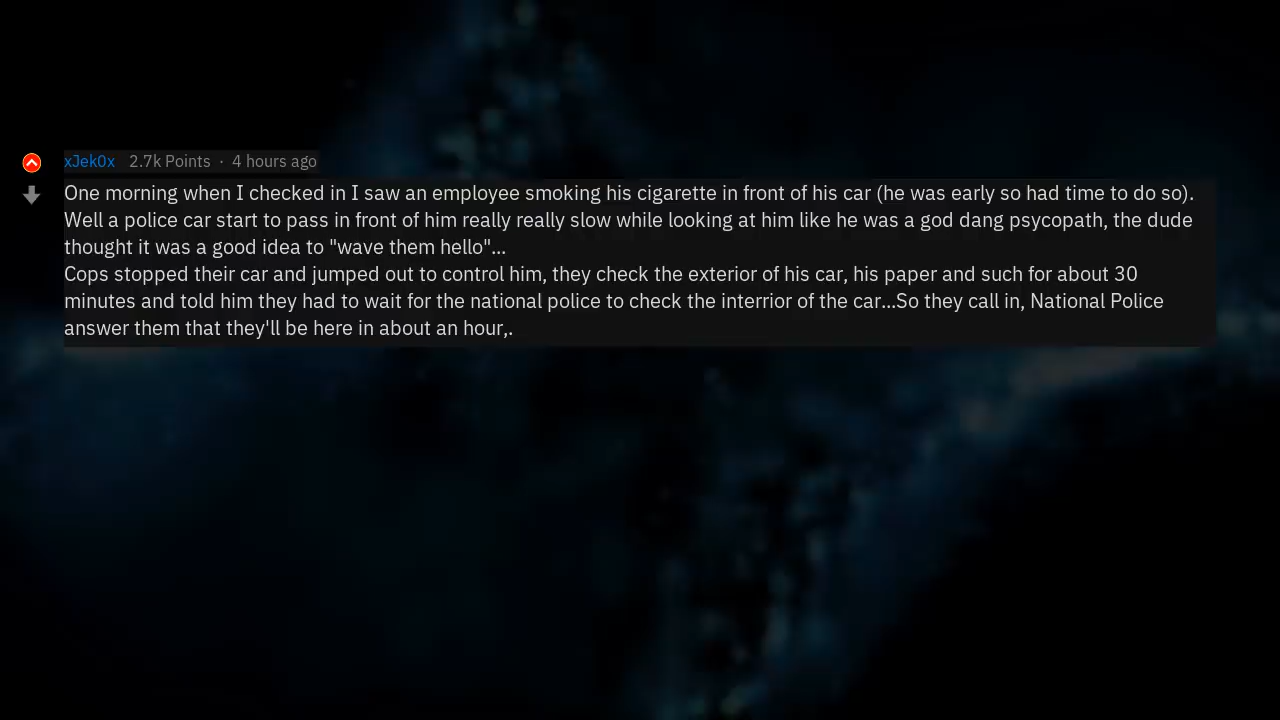 xJek0x 2.7k Points · 4 hours ago
One morning when I checked in I saw an employee smoking his cigarette in front of his car (he was early so had time to do so).
Well a police car start to pass in front of him really really slow while looking at him like he was a god dang psycopath, the dude
thought it was a good idea to "wave them hello"...
Cops stopped their car and jumped out to control him, they check the exterior of his car, his paper and such for about 30
minutes and told him they had to wait for the national police to check the interrior of the car...So they call in, National Police
answer them that they'll be here in about an hour,.